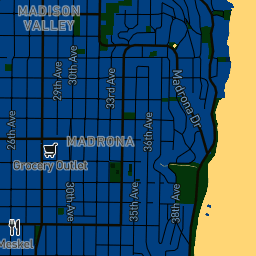 MADISON
VALLEY
29th Ave
30th Ave
33rd Ave
Madrona Dr
26th Ave
36th Ave
MADRONA
Grocery Outlet
30th Ave
35th Ave
38th Ave
Meskel